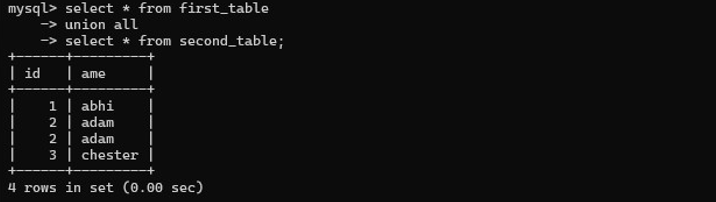 mysql> select * from first_table
    -> union all
    -> select * from second_table;
+------+---------+
| id   | ame     |
+------+---------+
|    1 | abhi    |
|    2 | adam    |
|    2 | adam    |
|    3 | chester |
+------+---------+
4 rows in set (0.00 sec)